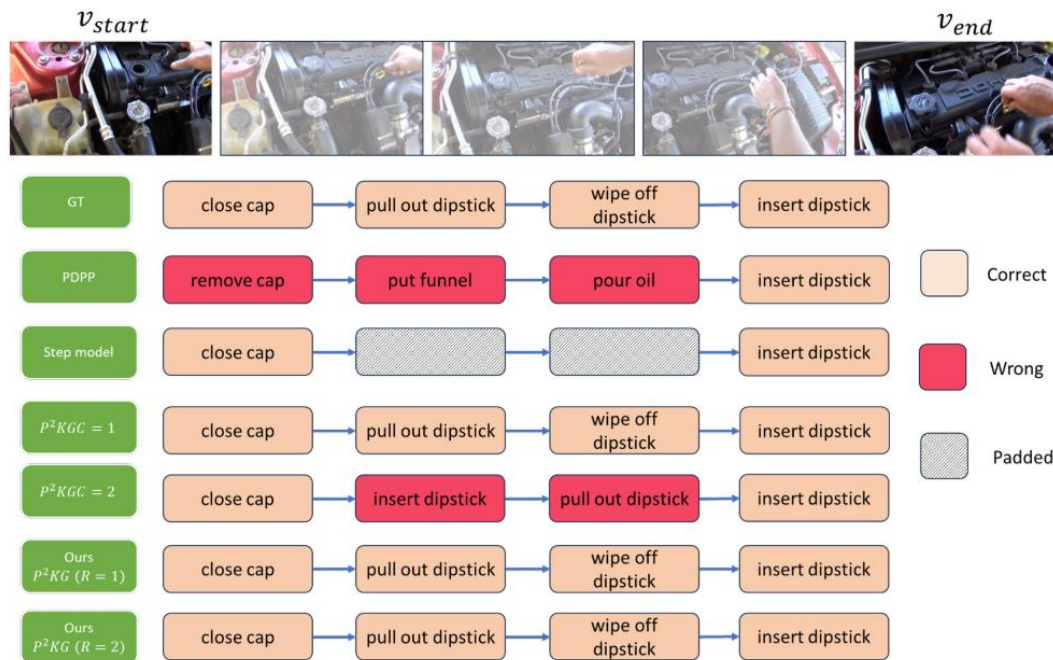 v_start
v_end
GT
close cap
pull out dipstick
wipe off
dipstick
insert dipstick
PDPP
remove cap
put funnel
pour oil
insert dipstick
Correct
Step model
close cap
insert dipstick
Wrong
P²KGC = 1
close cap
pull out dipstick
wipe off
dipstick
insert dipstick
Padded
P²KGC = 2
close cap
insert dipstick
pull out dipstick
insert dipstick
Ours
P²KG (R = 1)
close cap
pull out dipstick
wipe off
dipstick
insert dipstick
Ours
P²KG (R = 2)
close cap
pull out dipstick
wipe off
dipstick
insert dipstick